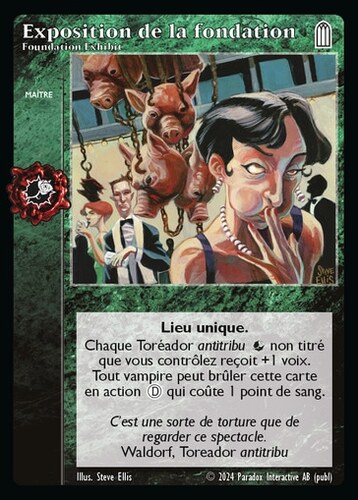 Exposition de la fondation
Foundation Exhibit
MAÎTRE
STEVE
ELLIS
Lieu unique.
Chaque Toréador antitribu non titré
que vous contrôlez reçoit +1 voix.
Tout vampire peut brûler cette carte
en action Ⓓ qui coûte 1 point de sang.
C'est une sorte de torture que de
regarder ce spectacle.
Waldorf, Toreador antitribu
Illus. Steve Ellis
© 2024 Paradox Interactive AB (publ)